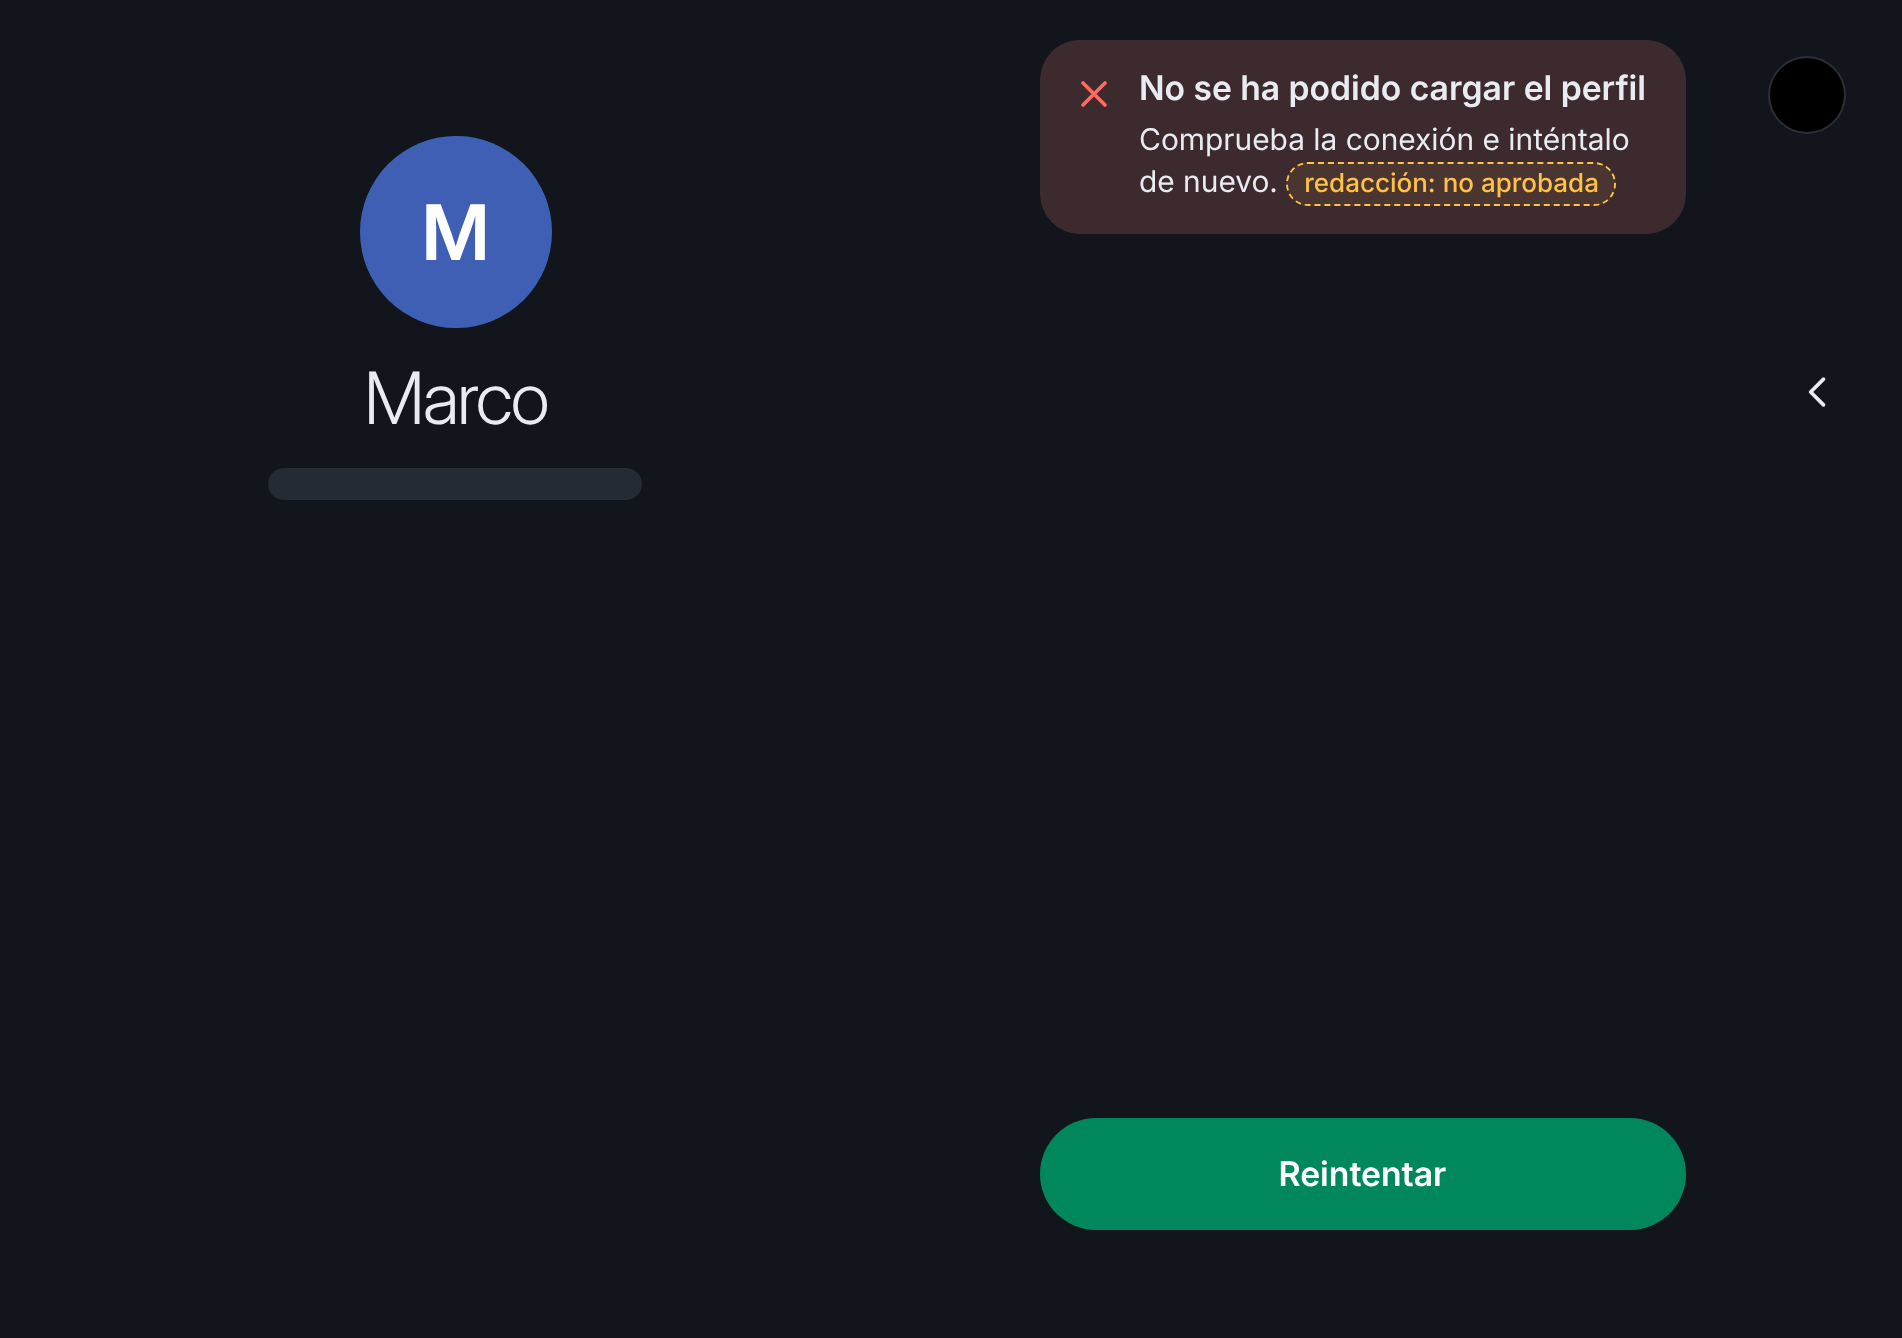 M
Marco
No se ha podido cargar el perfil
Comprueba la conexión e inténtalo
de nuevo. redacción: no aprobada
Reintentar